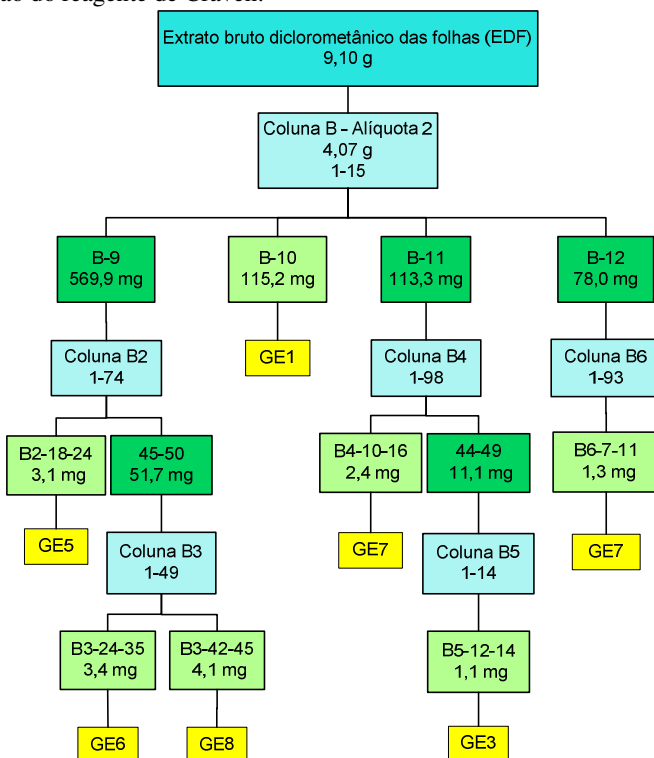 ão do reagente de Craven.
Extrato bruto diclorometânico das folhas (EDF)
9,10 g
Coluna B – Alíquota 2
4,07 g
1-15
B-9
569,9 mg
B-10
115,2 mg
B-11
113,3 mg
B-12
78,0 mg
Coluna B2
1-74
GE1
Coluna B4
1-98
Coluna B6
1-93
B2-18-24
3,1 mg
45-50
51,7 mg
B4-10-16
2,4 mg
44-49
11,1 mg
B6-7-11
1,3 mg
GE5
Coluna B3
1-49
GE7
Coluna B5
1-14
GE7
B3-24-35
3,4 mg
B3-42-45
4,1 mg
B5-12-14
1,1 mg
GE6
GE8
GE3